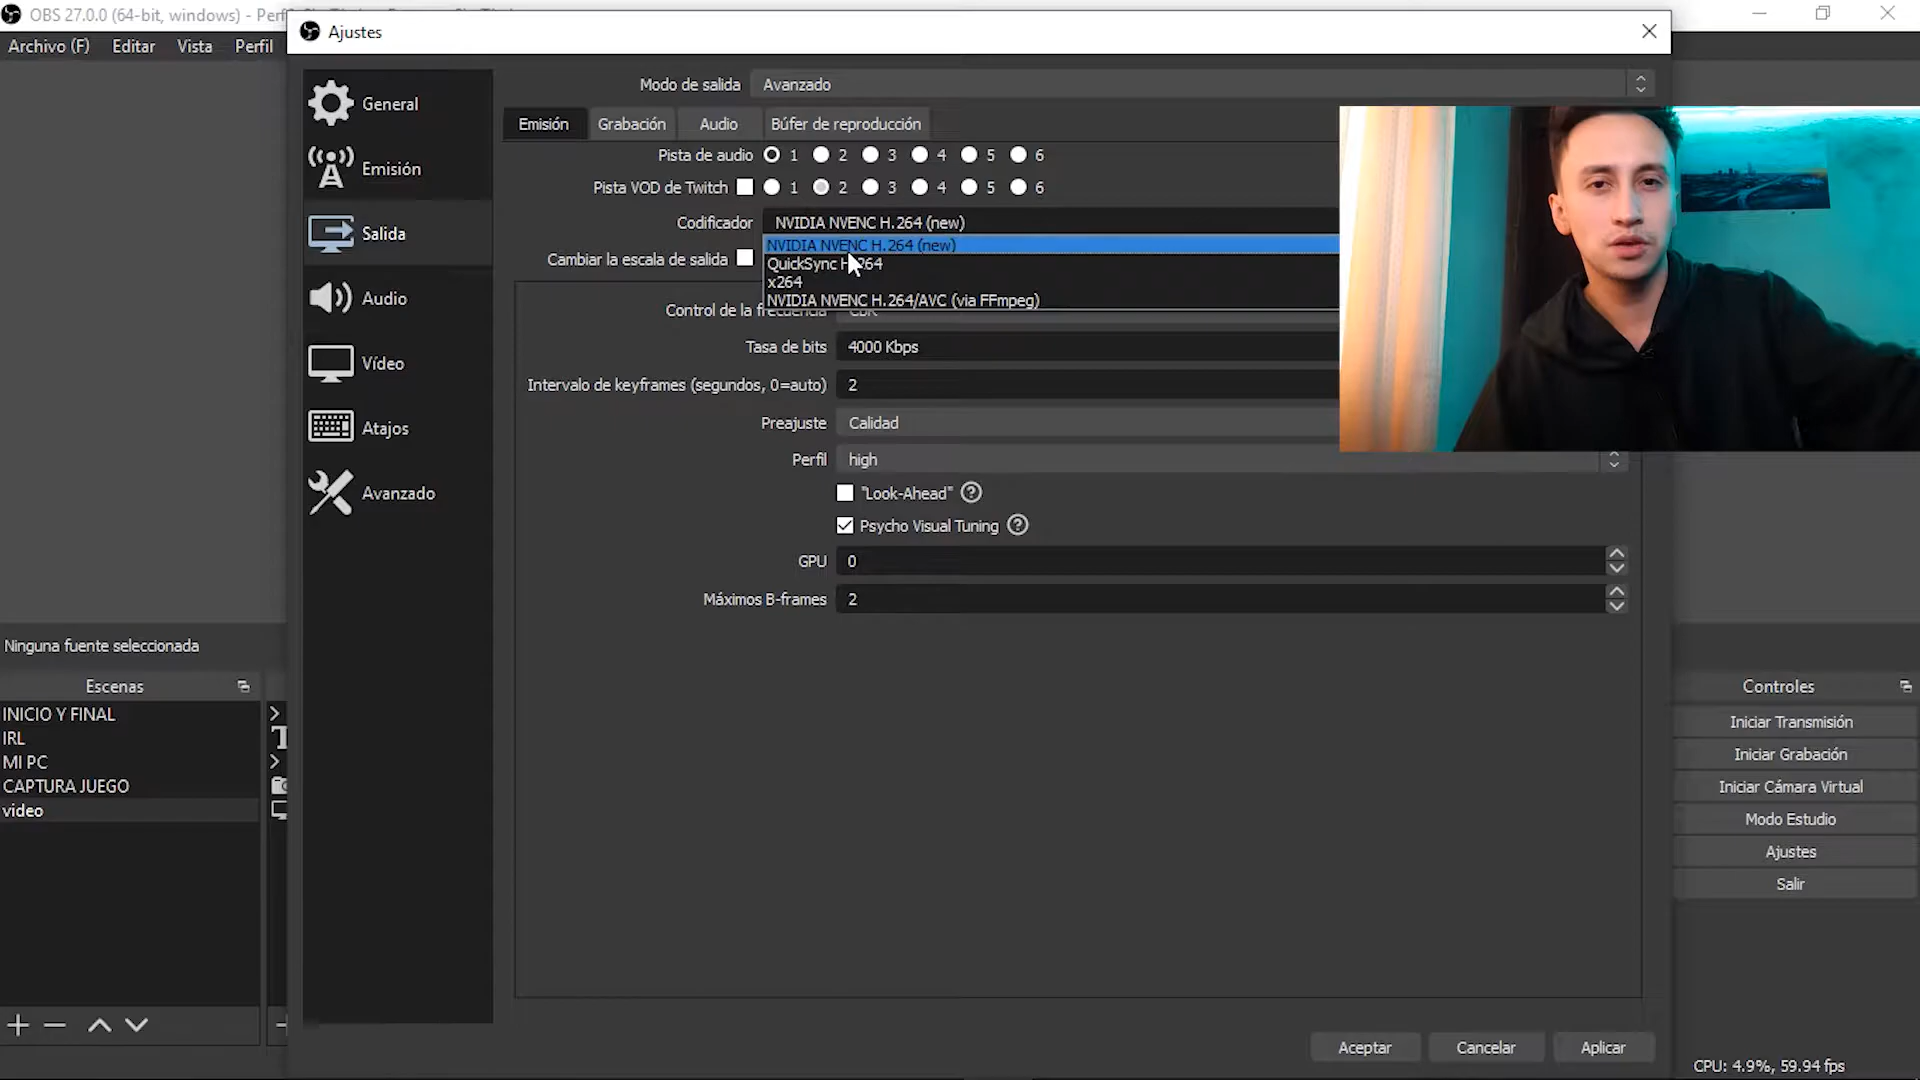 OBS 27.0.0 (64-bit, windows) - Perf
Archivo (F) Editar Vista Perfil
Ajustes
General
Emisión
Salida
Audio
Vídeo
Atajos
Avanzado
Modo de salida Avanzado
Emisión Grabación Audio Búfer de reproducción
Pista de audio 1 2 3 4 5 6
Pista VOD de Twitch 1 2 3 4 5 6
Codificador NVIDIA NVENC H.264 (new)
NVIDIA NVENC H.264 (new)
Cambiar la escala de salida
QuickSync H.264
x264
NVIDIA NVENC H.264/AVC (via FFmpeg)
Control de la frecuencia CBR
Tasa de bits 4000 Kbps
Intervalo de keyframes (segundos, 0=auto) 2
Preajuste Calidad
Perfil high
"Look-Ahead" ?
Psycho Visual Tuning ?
GPU 0
Máximos B-frames 2
Ninguna fuente seleccionada
Escenas
INICIO Y FINAL
IRL
MI PC
CAPTURA JUEGO
video
Controles
Iniciar Transmisión
Iniciar Grabación
Iniciar Cámara Virtual
Modo Estudio
Ajustes
Salir
Aceptar Cancelar Aplicar
CPU: 4.9%, 59.94 fps